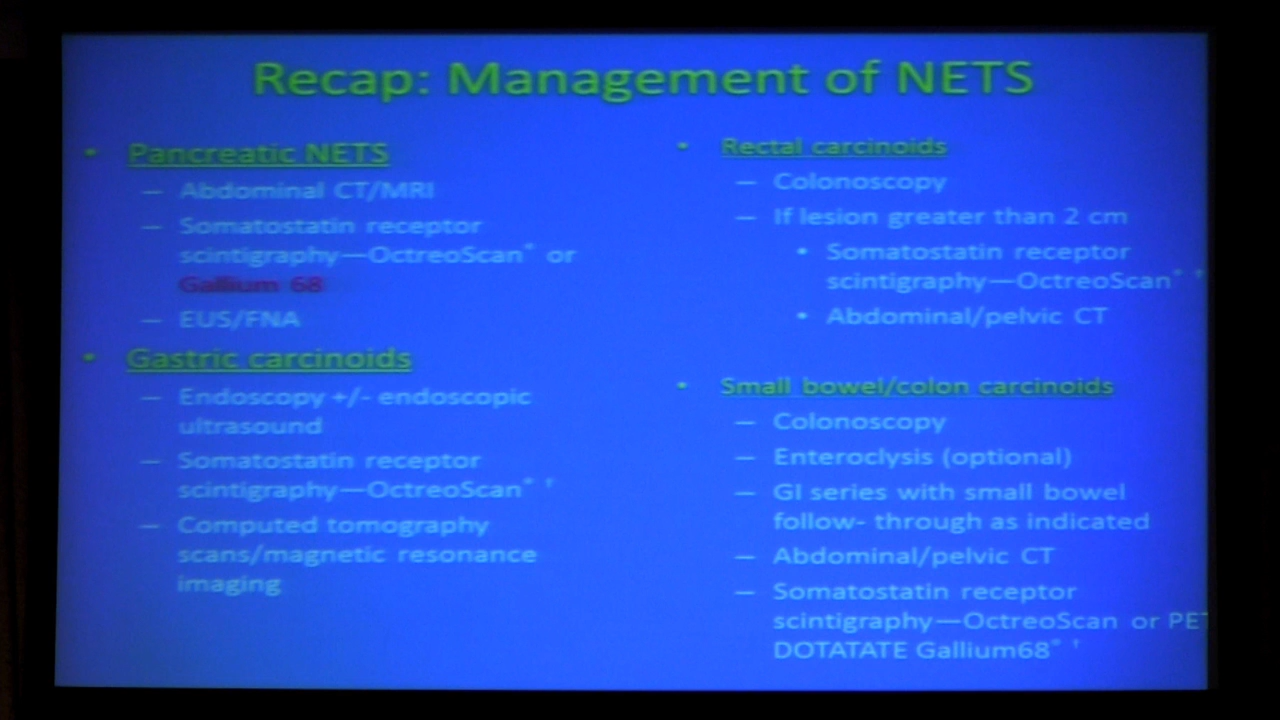 Recap: Management of NETS
• Pancreatic NETS
– Abdominal CT/MRI
– Somatostatin receptor
scintigraphy—OctreoScan* or
Gallium 68
– EUS/FNA
• Gastric carcinoids
– Endoscopy +/- endoscopic
ultrasound
– Somatostatin receptor
scintigraphy—OctreoScan* †
– Computed tomography
scans/magnetic resonance
imaging
• Rectal carcinoids
– Colonoscopy
– If lesion greater than 2 cm
• Somatostatin receptor
scintigraphy—OctreoScan* †
• Abdominal/pelvic CT
• Small bowel/colon carcinoids
– Colonoscopy
– Enteroclysis (optional)
– GI series with small bowel
follow- through as indicated
– Abdominal/pelvic CT
– Somatostatin receptor
scintigraphy—OctreoScan or PET
DOTATATE Gallium68* †